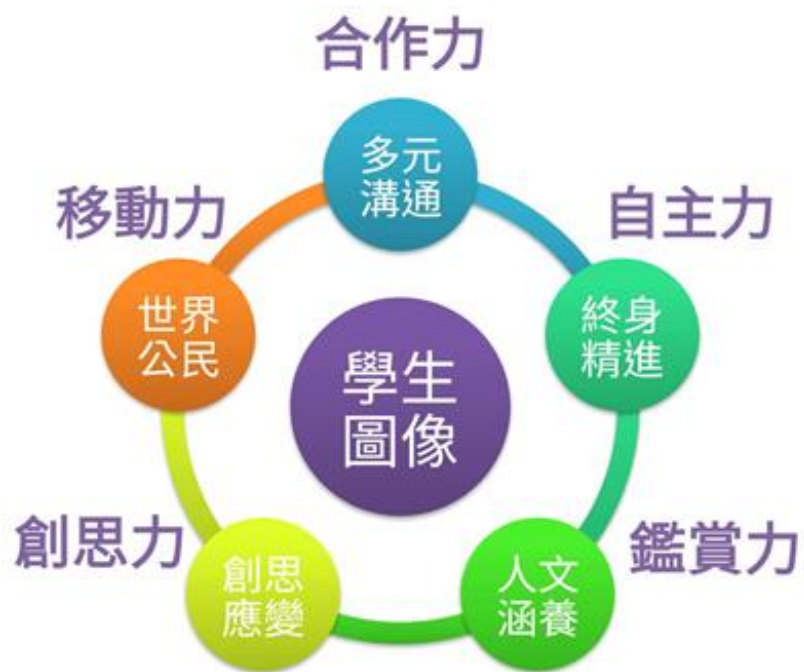 合作力
多元
溝通
移動力
自主力
世界
公民
終身
精進
學生
圖像
創思力
鑑賞力
創思
應變
人文
涵養